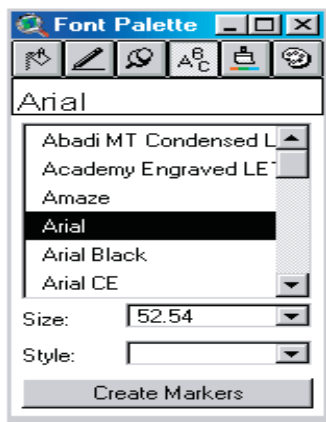 Font Palette
ABC
Arial
Abadi MT Condensed L
Academy Engraved LET
Amaze
Arial
Arial Black
Arial CE
Size: 52.54
Style:
Create Markers